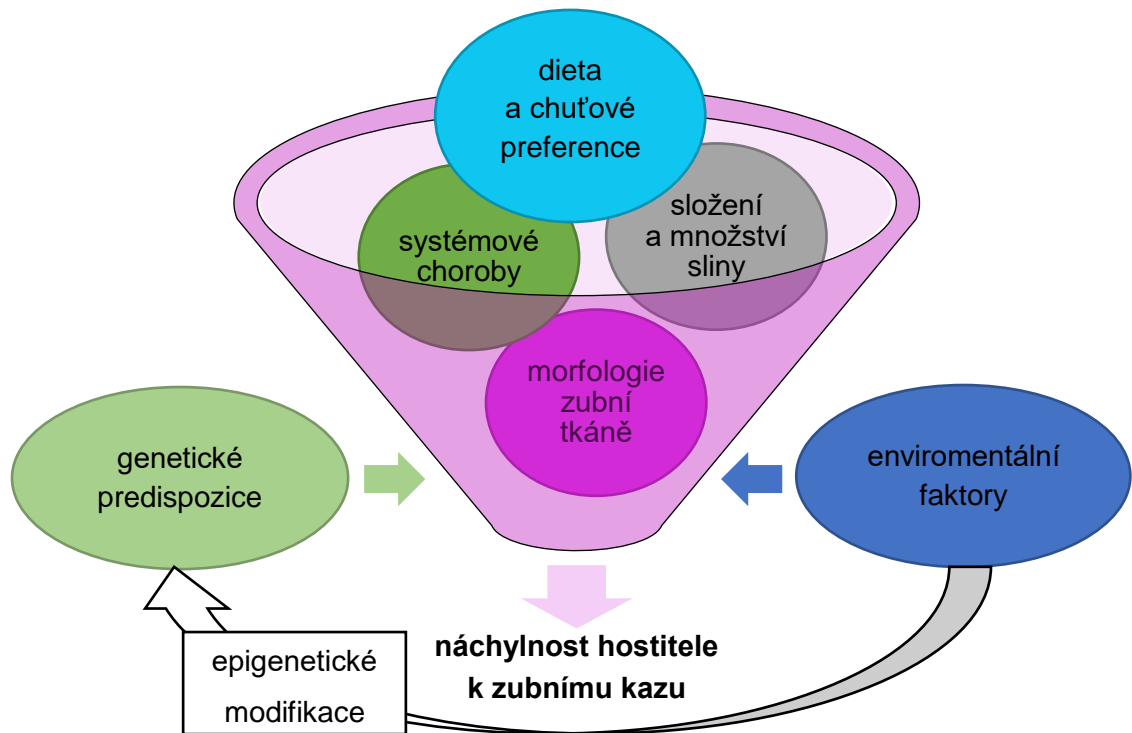 dieta
a chuťové
preference
systémové
choroby
složení
a množství
sliny
morfologie
zubní
tkáně
genetické
predispozice
enviromentální
faktory
epigenetické
modifikace
náchylnost hostitele
k zubnímu kazu